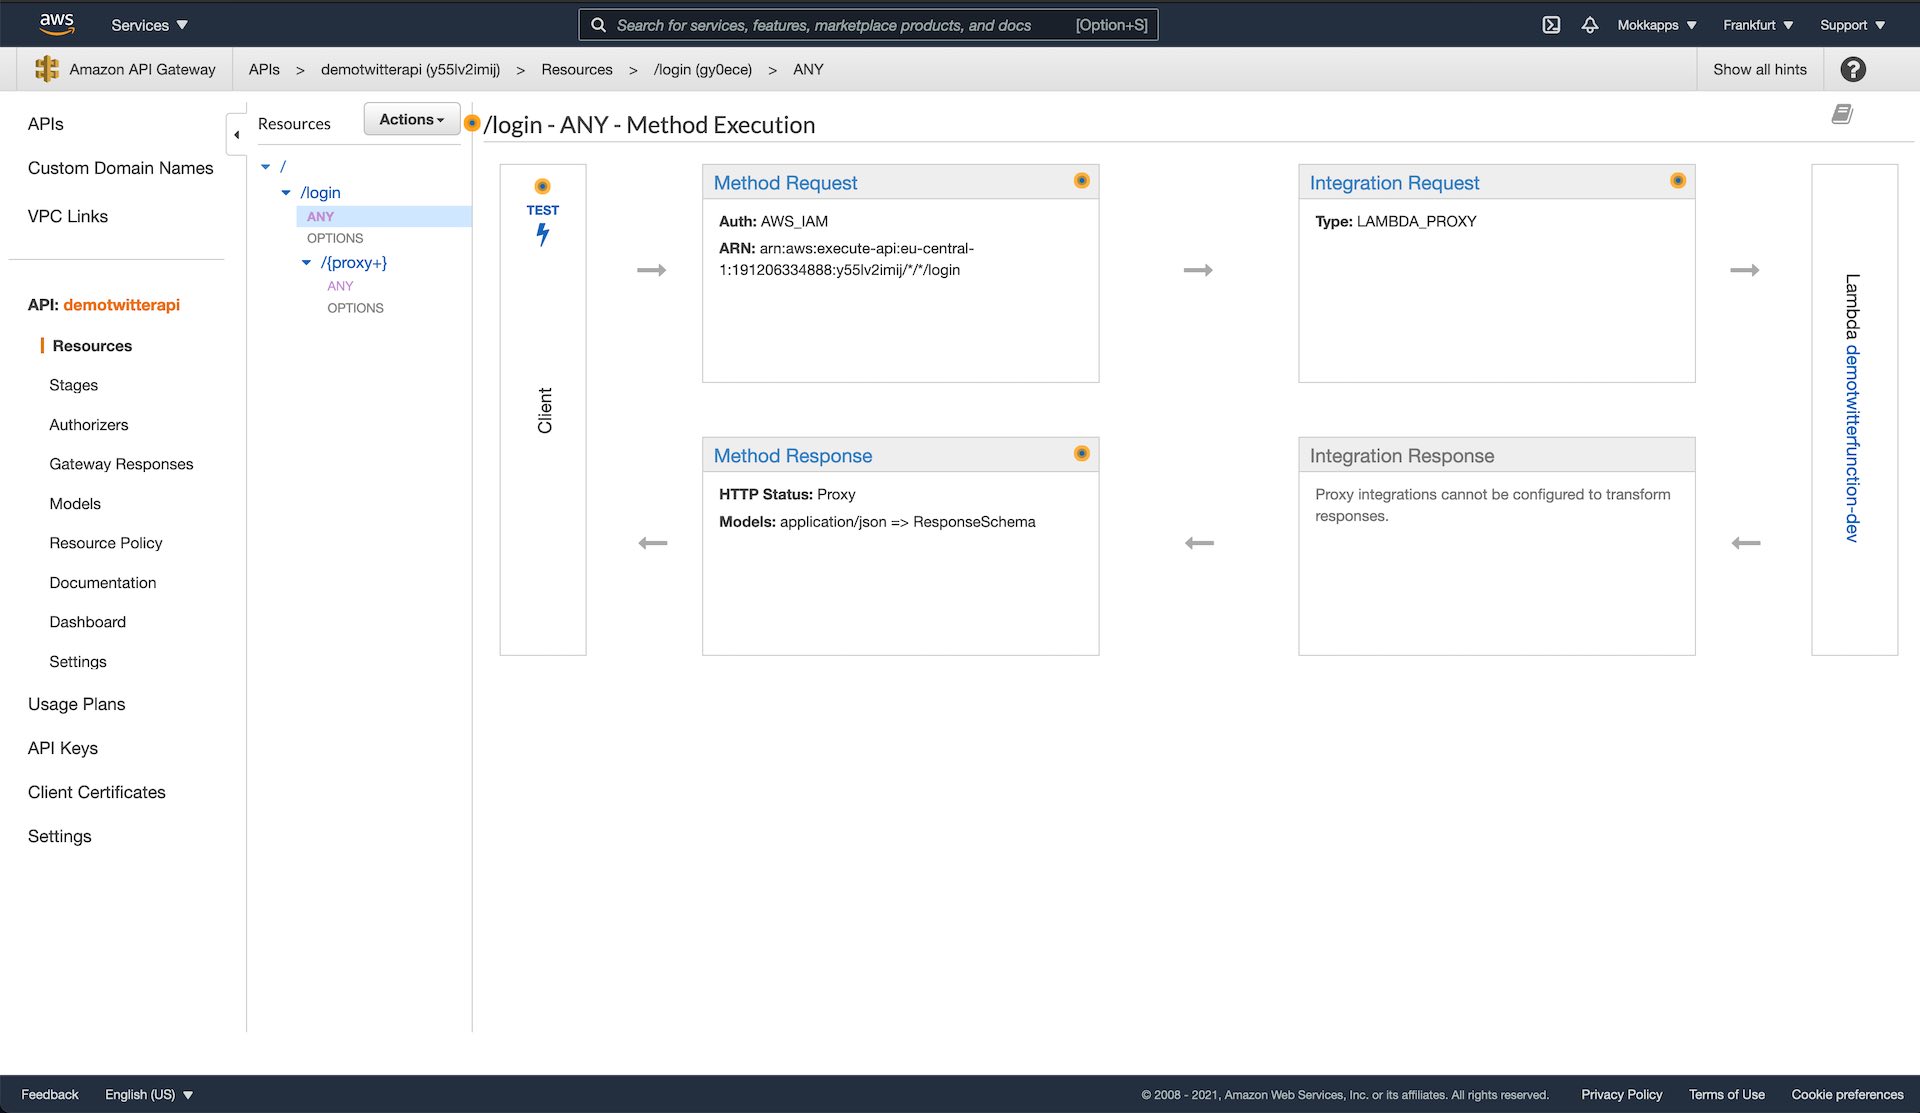 aws
Services
Search for services, features, marketplace products, and docs
[Option+S]
Mokkapps
Frankfurt
Support
Amazon API Gateway
APIs > demotwitterapi (y55lv2imij) > Resources > /login (gy0ece) > ANY
Show all hints
?
APIs
Custom Domain Names
VPC Links
API: demotwitterapi
Resources
Stages
Authorizers
Gateway Responses
Models
Resource Policy
Documentation
Dashboard
Settings
Usage Plans
API Keys
Client Certificates
Settings
Resources
Actions
/
/login
ANY
OPTIONS
/{proxy+}
ANY
OPTIONS
/login - ANY - Method Execution
TEST
Client
Method Request
Auth: AWS_IAM
ARN: arn:aws:execute-api:eu-central-
1:191206334888:y55lv2imij/*/*/login
Integration Request
Type: LAMBDA_PROXY
Method Response
HTTP Status: Proxy
Models: application/json => ResponseSchema
Integration Response
Proxy integrations cannot be configured to transform
responses.
Lambda demotwitterfunction-dev
Feedback
English (US)
© 2008 - 2021, Amazon Web Services, Inc. or its affiliates. All rights reserved.
Privacy Policy
Terms of Use
Cookie preferences